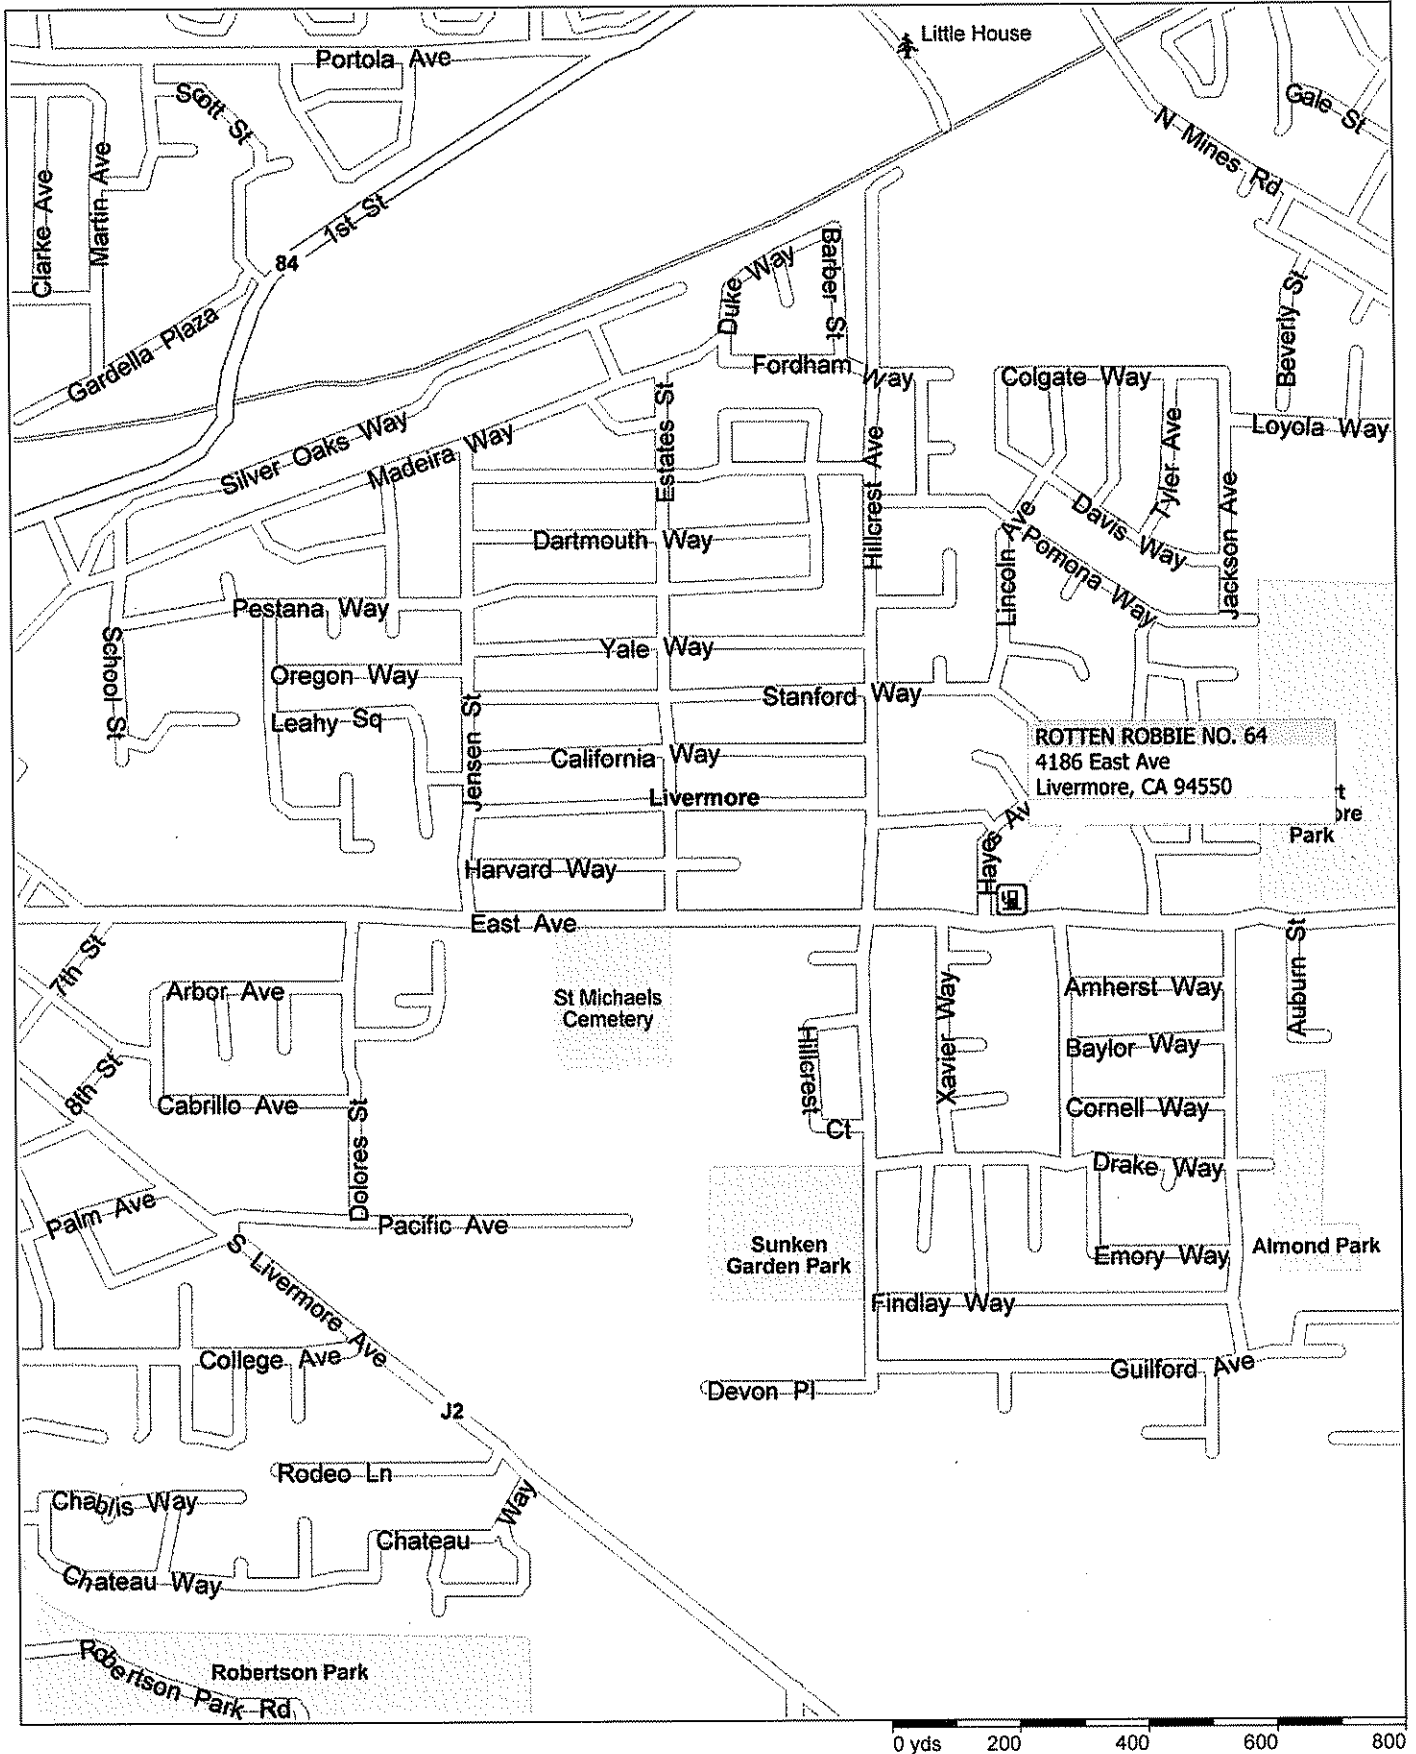 Little House
Portola Ave
Scott St
Gale St
N Mines Rd
Clarke Ave
Martin Ave
1st St
84
Duke Way
Barber St
Beverly St
Gardella Plaza
Fordham Way
Colgate Way
Estates St
Loyola Way
Silver Oaks Way
Madeira Way
Hillcrest Ave
Tyler Ave
Jackson Ave
Davis Way
Lincoln Ave
Pomona Way
Dartmouth Way
Pestana Way
School St
Yale Way
Oregon Way
Stanford Way
Leahy Sq
Jensen St
ROTTEN ROBBIE NO. 64
4186 East Ave
Livermore, CA 94550
California Way
Livermore
Hayes Av
rt
ore
Park
Harvard Way
East Ave
7th St
Auburn St
Arbor Ave
St Michaels
Cemetery
Amherst Way
Xavier Way
Baylor Way
Hillcrest Ct
8th St
Cabrillo Ave
Cornell Way
Dolores St
Drake Way
Palm Ave
Pacific Ave
Sunken
Garden Park
Emory Way
Almond Park
S Livermore Ave
Findlay Way
College Ave
Guilford Ave
Devon Pl
J2
Rodeo Ln
Chablis Way
Chateau Way
Chateau Way
Robertson Park
Robertson Park Rd
0 yds 200 400 600 800